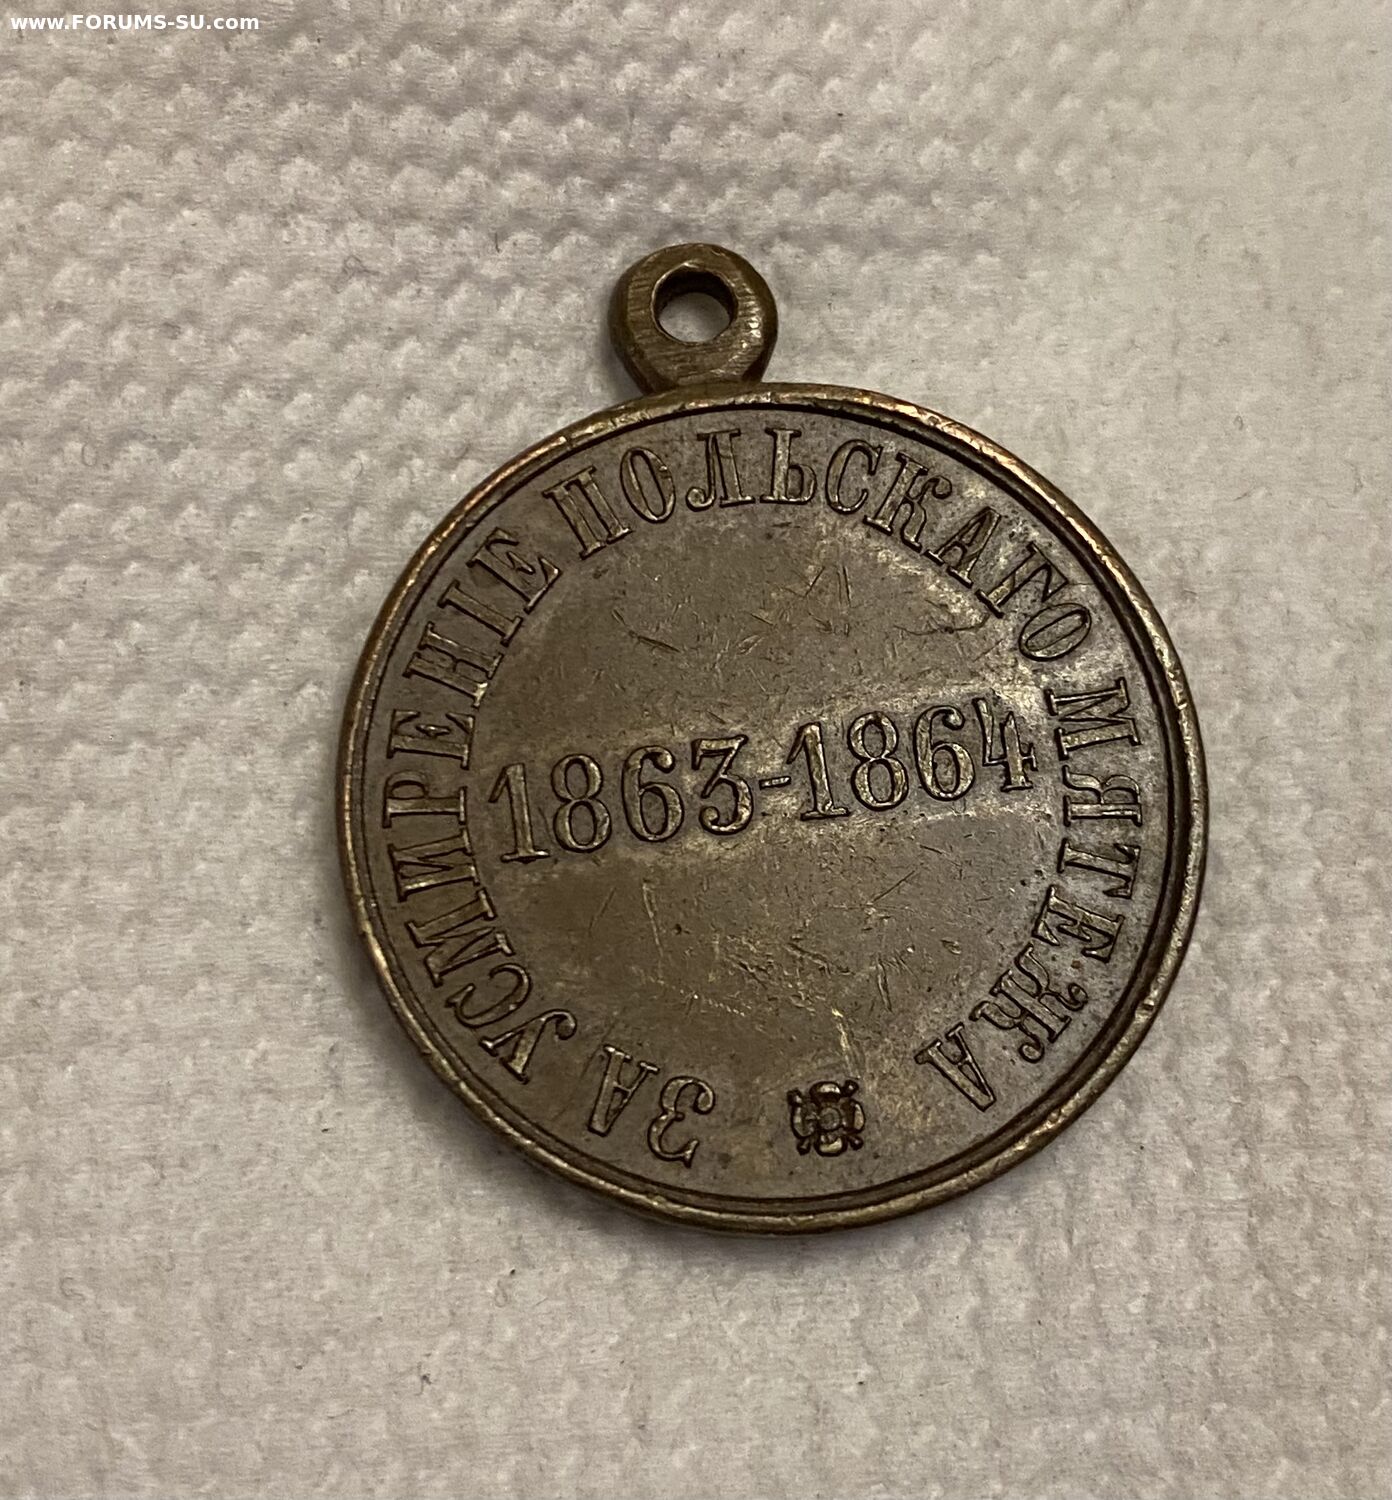 www.FORUMS-SU.com
ЗА УСМИРЕНІЕ ПОЛЬСКАГО МЯТЕЖА
1863-1864